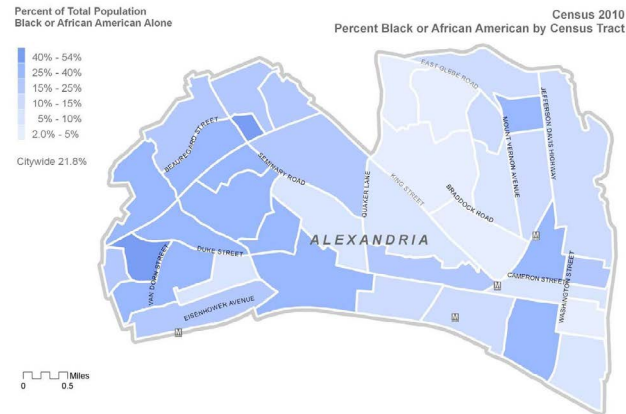 Percent of Total Population
Black or African American Alone
40% - 54%
25% - 40%
15% - 25%
10% - 15%
5% - 10%
2.0% - 5%
Citywide 21.8%
Census 2010
Percent Black or African American by Census Tract
EAST GLEBE ROAD
JEFFERSON DAVIS HIGHWAY
MOUNT VERNON AVENUE
BEAUREGARD STREET
SEMINARY ROAD
QUAKER LANE
KING STREET
BRADDOCK ROAD
ALEXANDRIA
M
DUKE STREET
VAN DORN STREET
CAMERON STREET
WASHINGTON STREET
M
EISENHOWER AVENUE
M
M
Miles
0 0.5